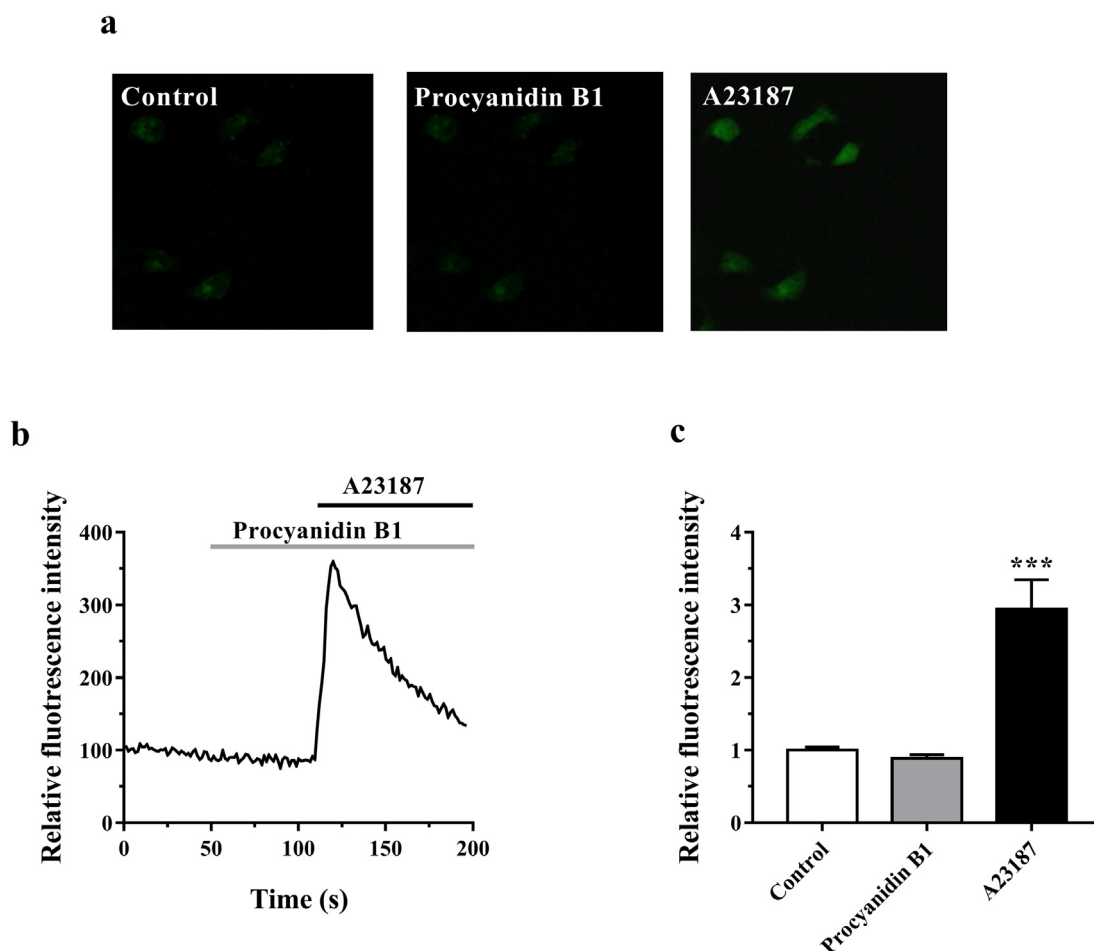 a
Control
Procyanidin B1
A23187
b
A23187
Procyanidin B1
Relative fluotrescence intensity
400
300
200
100
0
0 50 100 150 200
Time (s)
c
Relative fluotrescence intensity
4
3
2
1
0
***
Control
Procyanidin B1
A23187